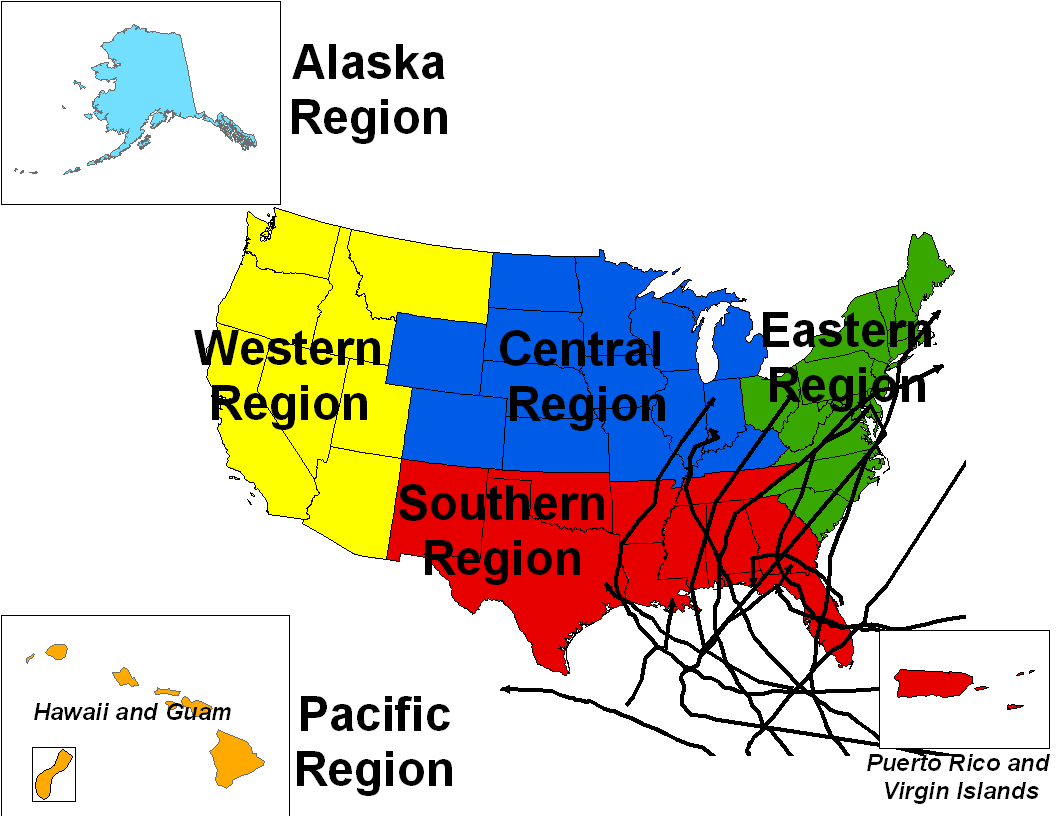 Alaska
Region
Western
Region
Central
Region
Eastern
Region
Southern
Region
Hawaii and Guam
Pacific
Region
Puerto Rico and
Virgin Islands